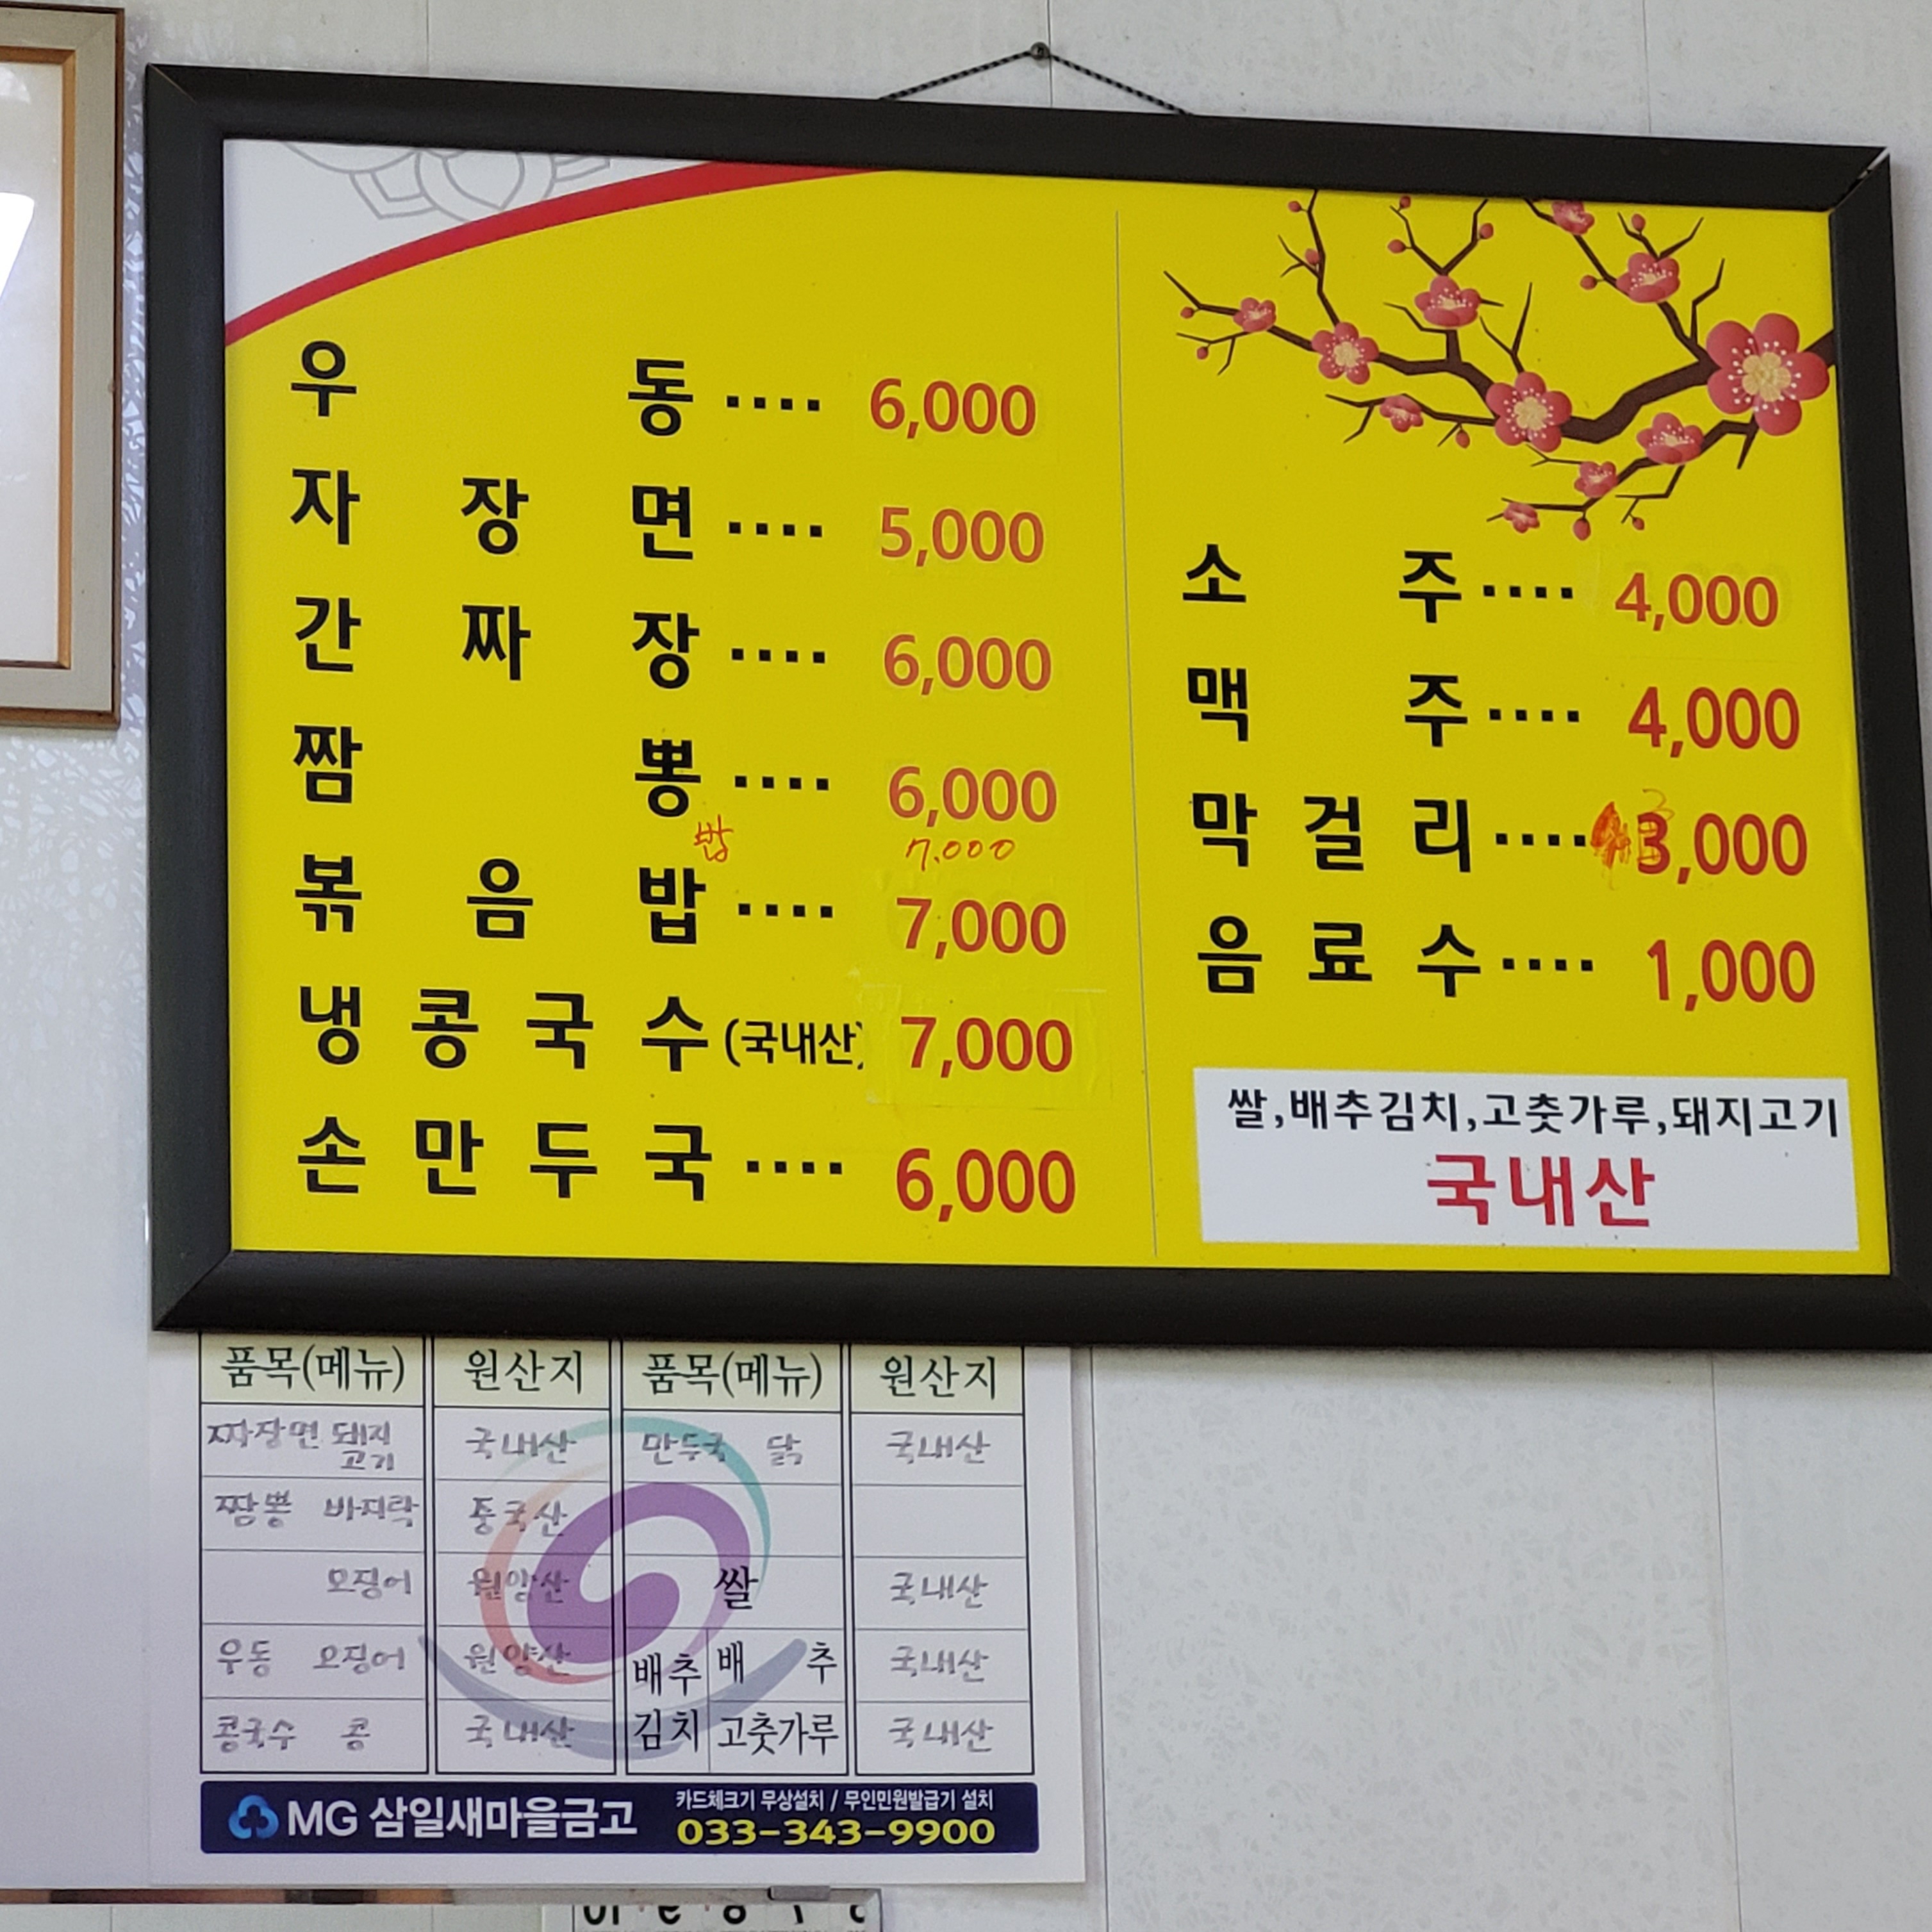 우 동 .... 6,000
자 장 면 .... 5,000
간 짜 장 .... 6,000
짬 뽕 .... 6,000
밥 7.000
볶 음 밥 .... 7,000
냉 콩 국 수 (국내산) 7,000
손 만 두 국 .... 6,000
소 주 .... 4,000
맥 주 .... 4,000
막 걸 리 .... 3,000
음 료 수 .... 1,000
쌀,배추김치,고춧가루,돼지고기
국내산
품목(메뉴) 원산지 품목(메뉴) 원산지
짜장면 돼지고기 국내산 만두국 닭 국내산
짬뽕 바지락 중국산
오징어 원양산 쌀 국내산
우동 오징어 원양산 배추 배 추 국내산
콩국수 콩 국내산 김치 고춧가루 국내산
MG 삼일새마을금고
카드체크기 무상설치 / 무인민원발급기 설치
033-343-9900